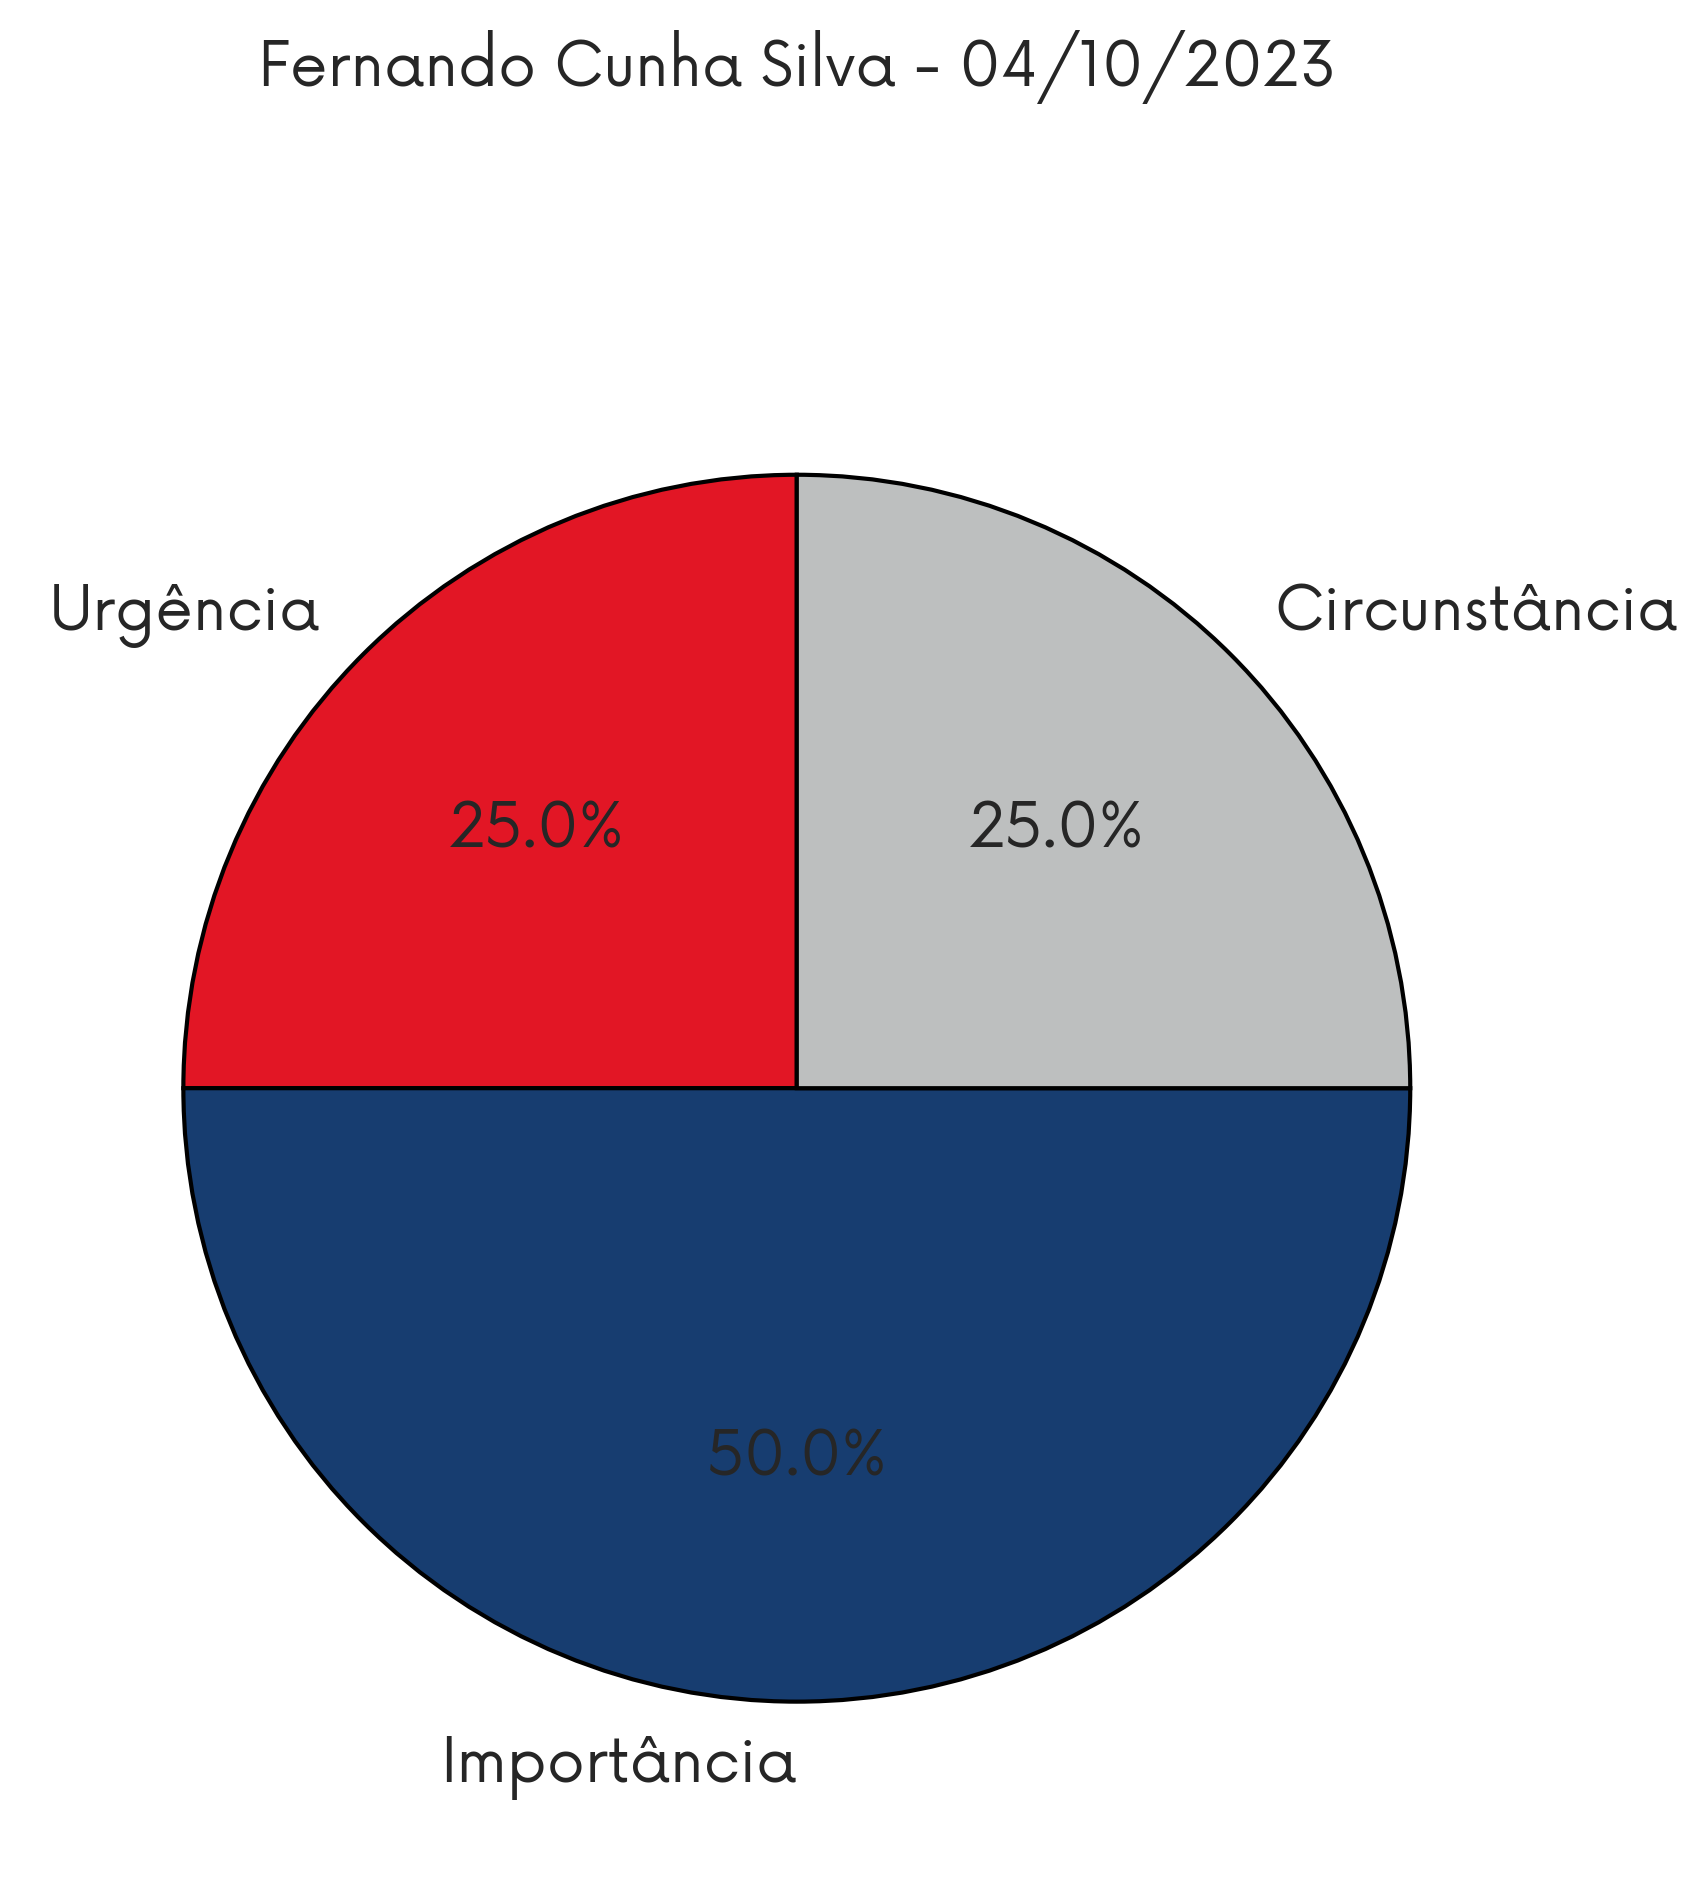 Fernando Cunha Silva - 04/10/2023
Urgência
Circunstância
25.0%
25.0%
50.0%
Importância